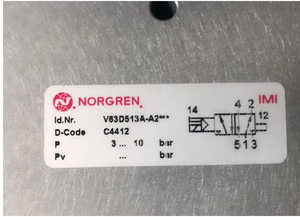 NORGREN. IMI
Id.Nr. V63D513A-A2***
D-Code C4412
P 3 ... 10 bar
Pv ... bar
14 4 2 12
5 1 3